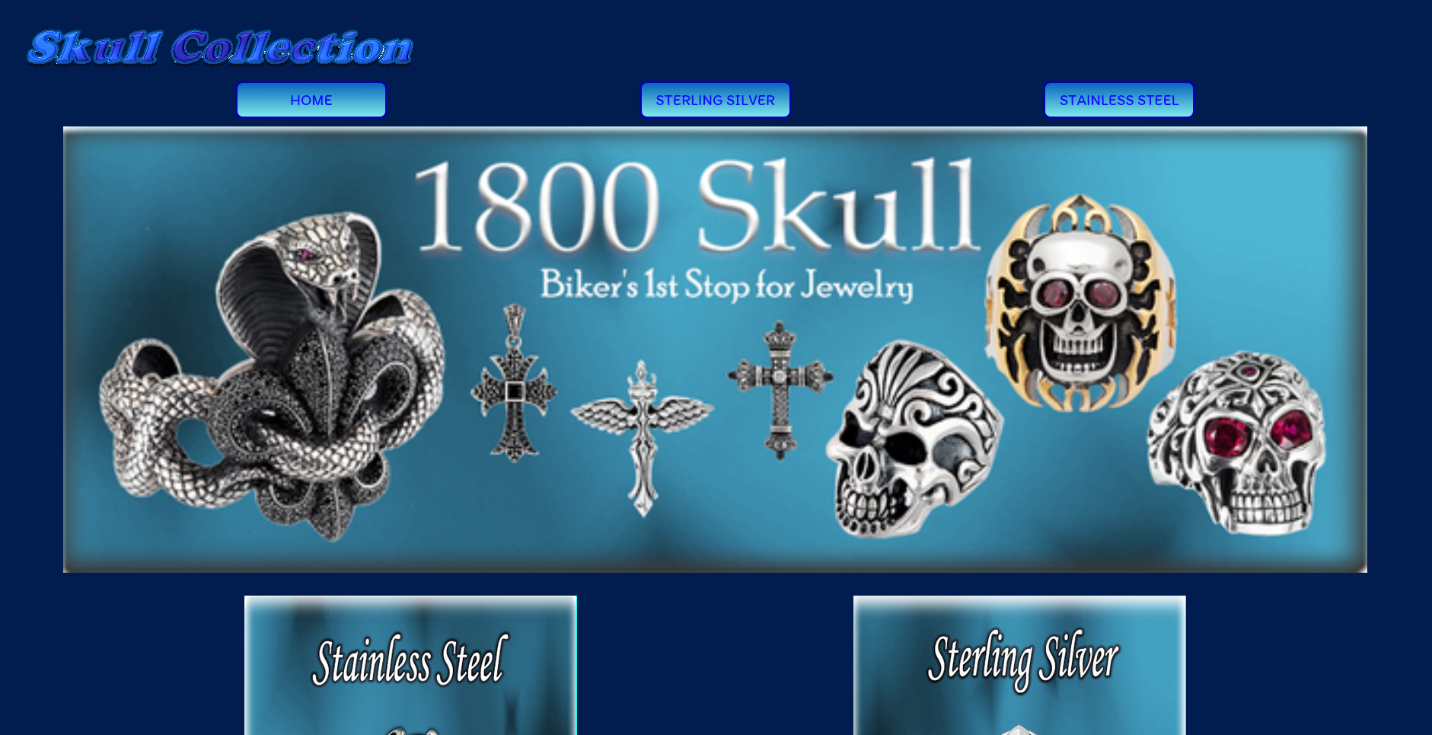 Skull Collection
HOME
STERLING SILVER
STAINLESS STEEL
1800 Skull
Biker's 1st Stop for Jewelry
Stainless Steel
Sterling Silver